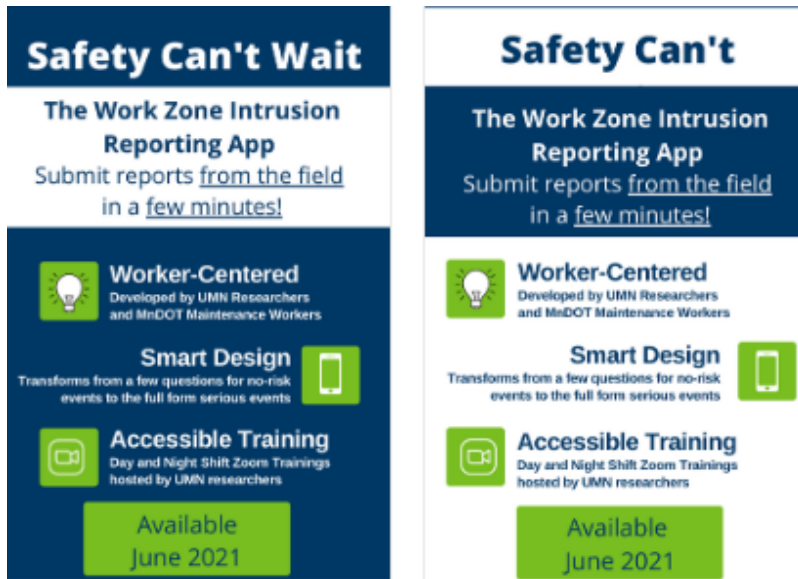 Safety Can't Wait
The Work Zone Intrusion
Reporting App
Submit reports from the field
in a few minutes!
Worker-Centered
Developed by UMN Researchers
and MnDOT Maintenance Workers
Smart Design
Transforms from a few questions for no-risk
events to the full form serious events
Accessible Training
Day and Night Shift Zoom Trainings
hosted by UMN researchers
Available
June 2021
Safety Can't
The Work Zone Intrusion
Reporting App
Submit reports from the field
in a few minutes!
Worker-Centered
Developed by UMN Researchers
and MnDOT Maintenance Workers
Smart Design
Transforms from a few questions for no-risk
events to the full form serious events
Accessible Training
Day and Night Shift Zoom Trainings
hosted by UMN researchers
Available
June 2021